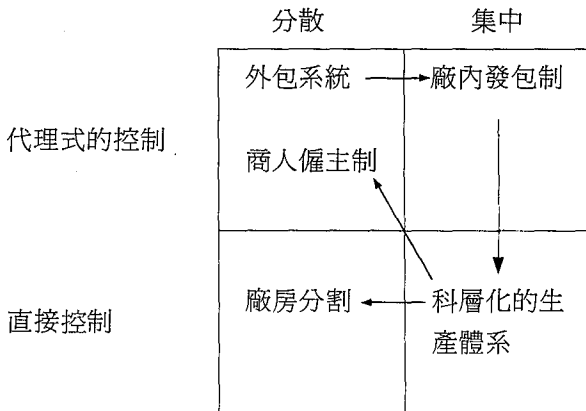 分散 集中
外包系統 廠內發包制
代理式的控制
商人僱主制
直接控制 廠房分割 科層化的生
產體系